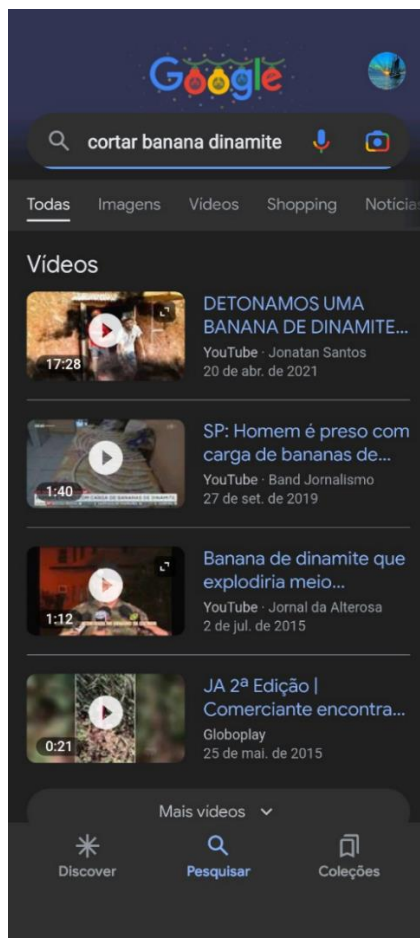 Google
cortar banana dinamite
Todas Imagens Vídeos Shopping Notícias
Vídeos
17:28
DETONAMOS UMA
BANANA DE DINAMITE...
YouTube · Jonatan Santos
20 de abr. de 2021
1:40
SP: Homem é preso com
carga de bananas de...
YouTube · Band Jornalismo
27 de set. de 2019
1:12
Banana de dinamite que
explodiria meio...
YouTube · Jornal da Alterosa
2 de jul. de 2015
0:21
JA 2ª Edição |
Comerciante encontra...
Globoplay
25 de mai. de 2015
Mais vídeos
Discover Pesquisar Coleções